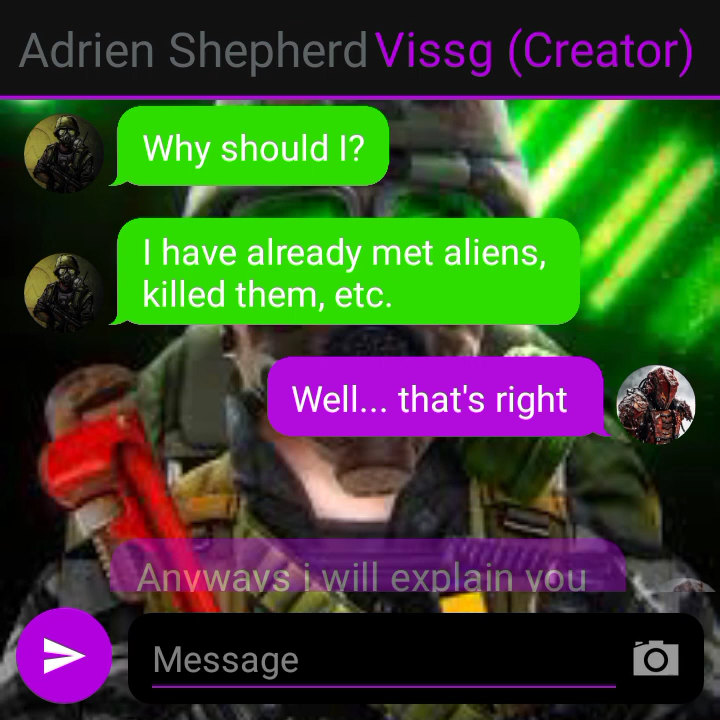 Adrien Shepherd Vissg (Creator)
Why should I?
I have already met aliens,
killed them, etc.
Well... that's right
Anyways i will explain you
Message